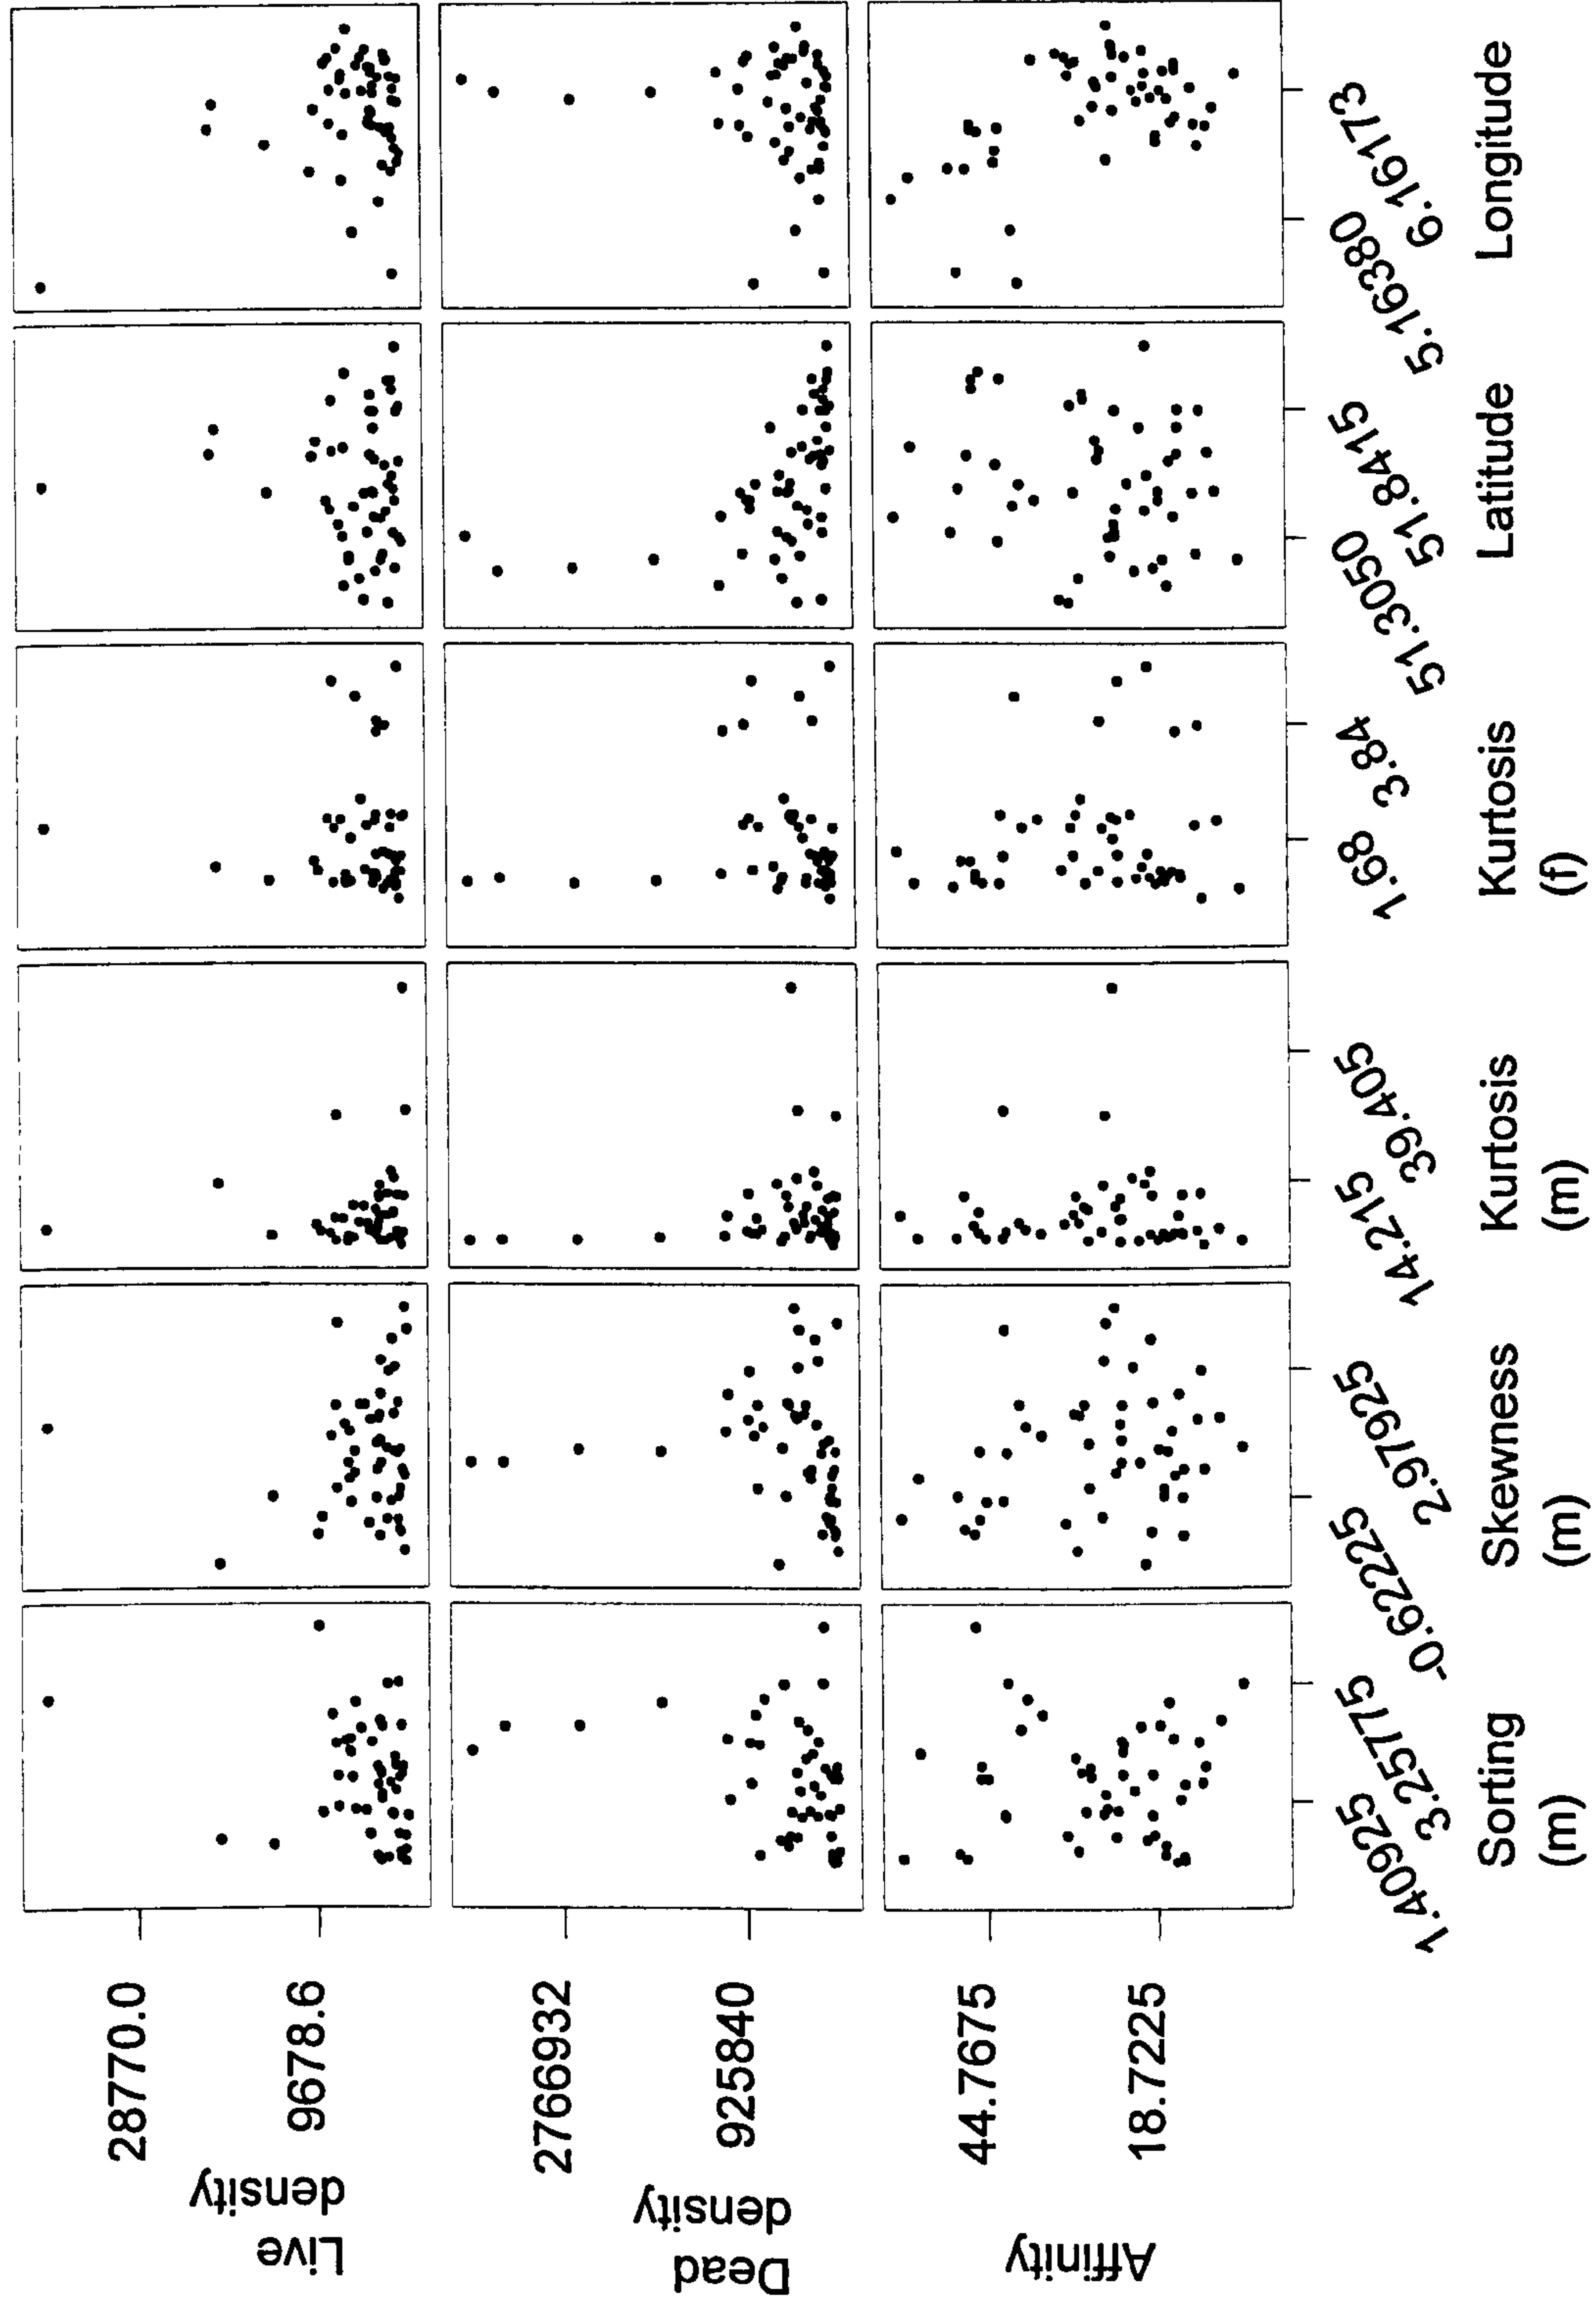 Live
density
28770.0
9678.6
Dead
density
2766932
925840
Affinity
44.7675
18.7225
1.40925
3.25775
-0.62225
2.97925
14.215
39.405
1.68
3.84
51.3050
51.8415
5.16380
6.16173
Sorting
(m)
Skewness
(m)
Kurtosis
(m)
Kurtosis
(f)
Latitude
Longitude